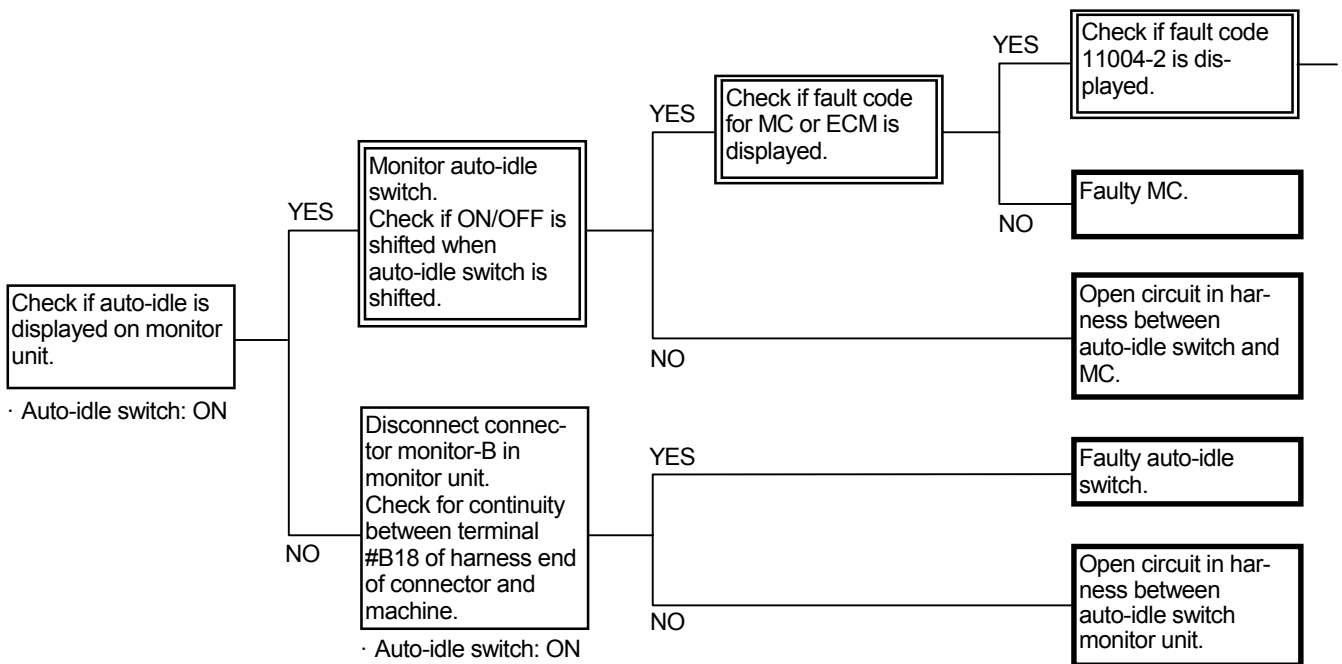 Check if auto-idle is
displayed on monitor
unit.
· Auto-idle switch: ON
YES
NO
Monitor auto-idle
switch.
Check if ON/OFF is
shifted when
auto-idle switch is
shifted.
YES
NO
Check if fault code
for MC or ECM is
displayed.
YES
NO
Check if fault code
11004-2 is dis-
played.
Faulty MC.
Open circuit in har-
ness between
auto-idle switch and
MC.
Disconnect connec-
tor monitor-B in
monitor unit.
Check for continuity
between terminal
#B18 of harness end
of connector and
machine.
· Auto-idle switch: ON
YES
NO
Faulty auto-idle
switch.
Open circuit in har-
ness between
auto-idle switch
monitor unit.